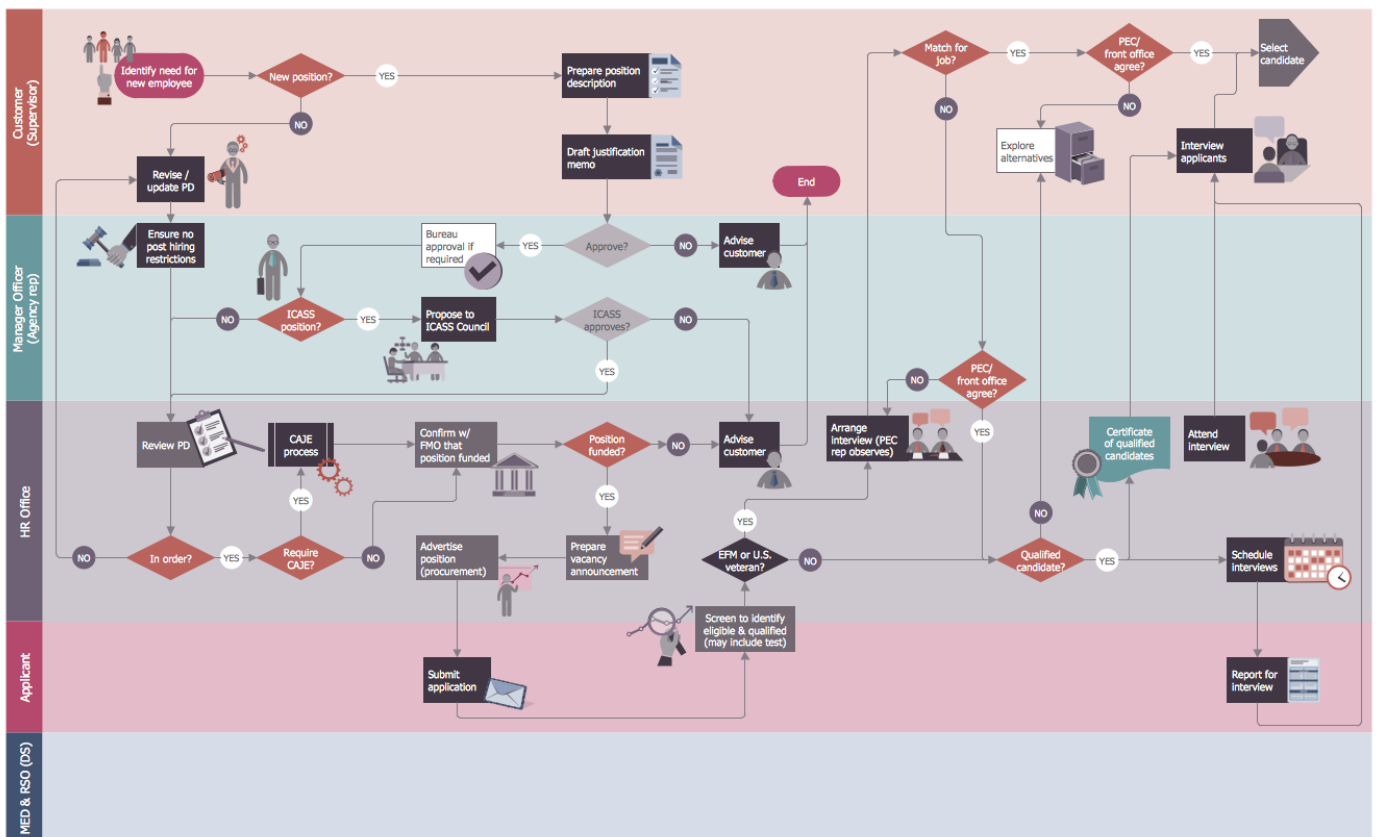 Customer
(Supervisor)
Identify need for
new employee
New position?
YES
NO
Prepare position
description
Draft justification
memo
Revise /
update PD
End
Match for
job?
YES
NO
PEC/
front office
agree?
YES
NO
Select
candidate
Explore
alternatives
Interview
applicants
Manager Officer
(Agency rep)
Ensure no
post hiring
restrictions
Bureau
approval if
required
YES
Approve?
NO
Advise
customer
NO
ICASS
position?
YES
Propose to
ICASS Council
ICASS
approves?
NO
YES
NO
PEC/
front office
agree?
YES
HR Office
Review PD
CAJE
process
Confirm w/
FMO that
position funded
Position
funded?
NO
Advise
customer
Arrange
interview (PEC
rep observes)
Certificate
of qualified
candidates
Attend
interview
YES
YES
YES
NO
NO
In order?
YES
Require
CAJE?
NO
Advertise
position
(procurement)
Prepare
vacancy
announcement
EFM or U.S.
veteran?
NO
Qualified
candidate?
YES
Schedule
interviews
Screen to identify
eligible & qualified
(may include test)
Applicant
Submit
application
Report for
interview
MED & RSO (DS)